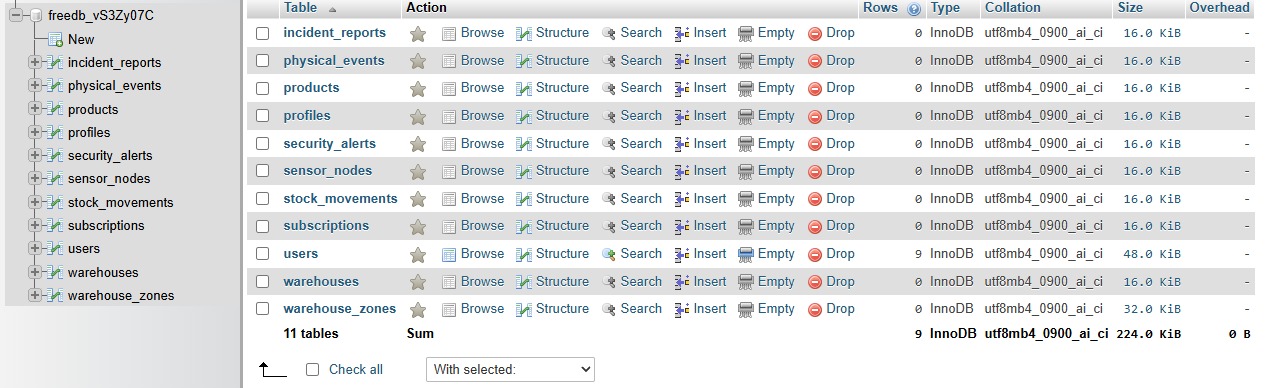 freedb_vS3Zy07C
New
incident_reports
physical_events
products
profiles
security_alerts
sensor_nodes
stock_movements
subscriptions
users
warehouses
warehouse_zones
Table Action Rows Type Collation Size Overhead
incident_reports Browse Structure Search Insert Empty Drop 0 InnoDB utf8mb4_0900_ai_ci 16.0 KiB -
physical_events Browse Structure Search Insert Empty Drop 0 InnoDB utf8mb4_0900_ai_ci 16.0 KiB -
products Browse Structure Search Insert Empty Drop 0 InnoDB utf8mb4_0900_ai_ci 16.0 KiB -
profiles Browse Structure Search Insert Empty Drop 0 InnoDB utf8mb4_0900_ai_ci 16.0 KiB -
security_alerts Browse Structure Search Insert Empty Drop 0 InnoDB utf8mb4_0900_ai_ci 16.0 KiB -
sensor_nodes Browse Structure Search Insert Empty Drop 0 InnoDB utf8mb4_0900_ai_ci 16.0 KiB -
stock_movements Browse Structure Search Insert Empty Drop 0 InnoDB utf8mb4_0900_ai_ci 16.0 KiB -
subscriptions Browse Structure Search Insert Empty Drop 0 InnoDB utf8mb4_0900_ai_ci 16.0 KiB -
users Browse Structure Search Insert Empty Drop 9 InnoDB utf8mb4_0900_ai_ci 48.0 KiB -
warehouses Browse Structure Search Insert Empty Drop 0 InnoDB utf8mb4_0900_ai_ci 16.0 KiB -
warehouse_zones Browse Structure Search Insert Empty Drop 0 InnoDB utf8mb4_0900_ai_ci 32.0 KiB -
11 tables Sum 9 InnoDB utf8mb4_0900_ai_ci 224.0 KiB 0 B
Check all With selected: